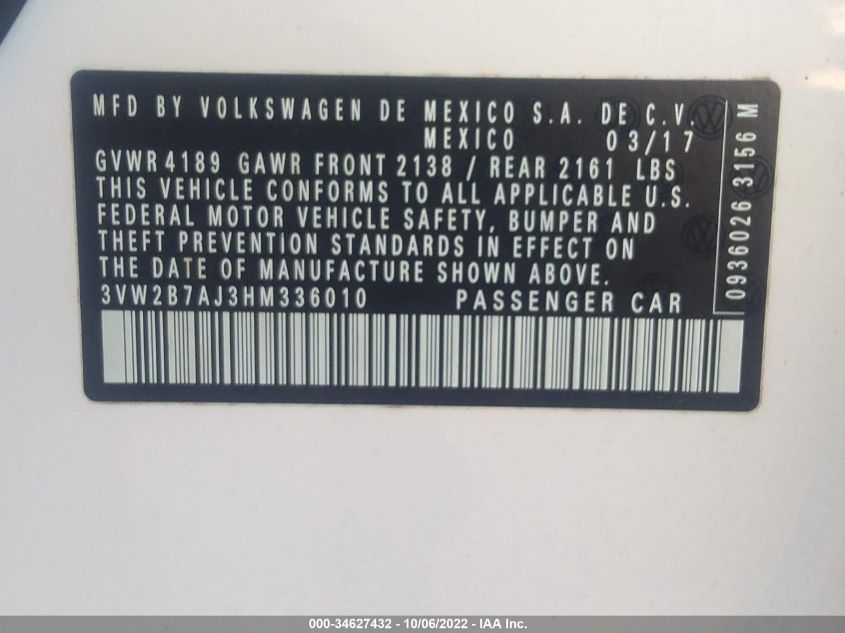 MFD BY VOLKSWAGEN DE MEXICO S.A. DE C.V.
MEXICO 03/17
GVWR 4189 GAWR FRONT 2138 / REAR 2161 LBS
THIS VEHICLE CONFORMS TO ALL APPLICABLE U.S.
FEDERAL MOTOR VEHICLE SAFETY, BUMPER AND
THEFT PREVENTION STANDARDS IN EFFECT ON
THE DATE OF MANUFACTURE SHOWN ABOVE.
3VW2B7AJ3HM336010 PASSENGER CAR
0936026 3156 M
000-34627432 - 10/06/2022 - IAA Inc.